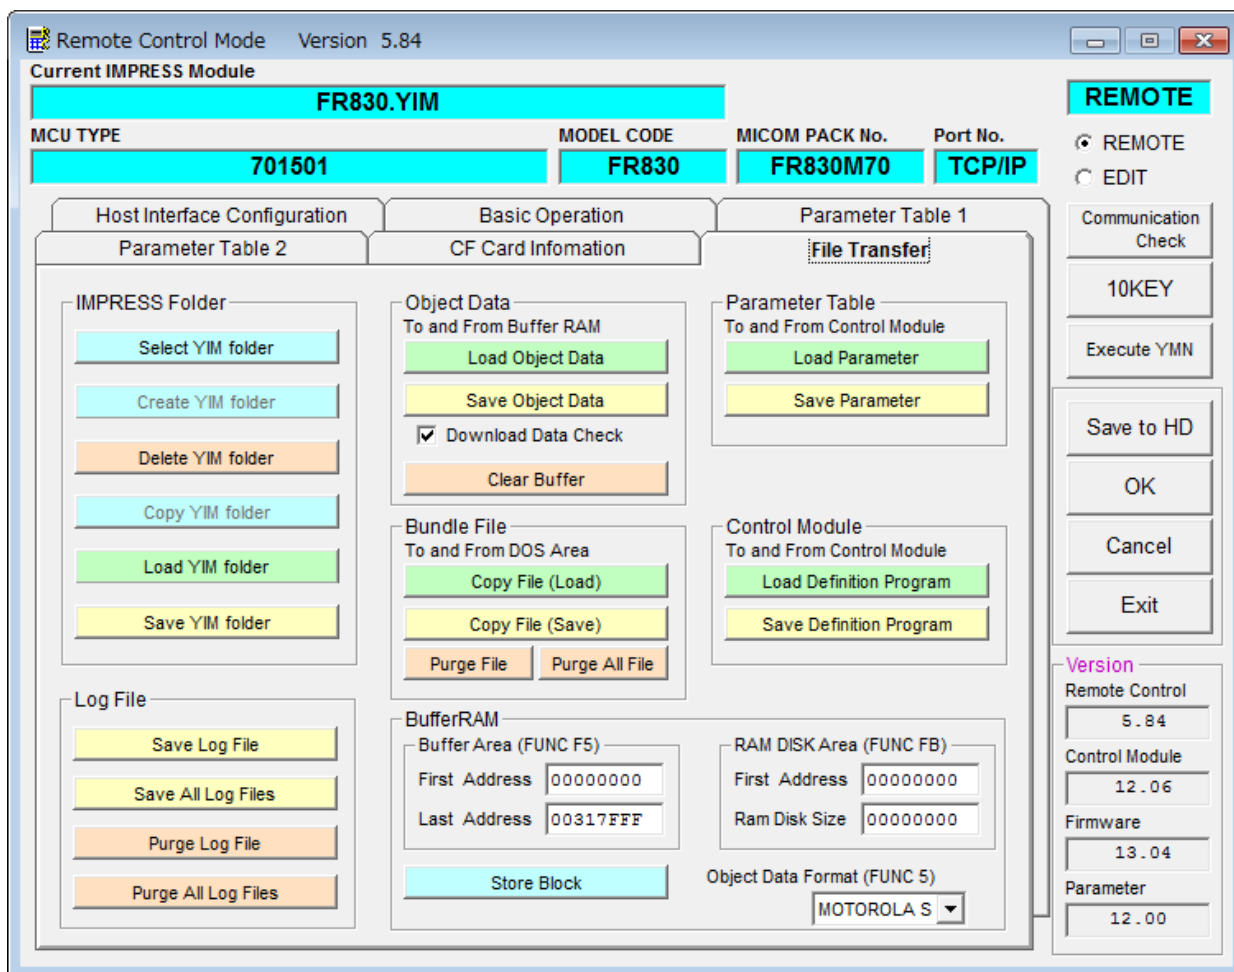 Remote Control Mode Version 5.84
Current IMPRESS Module
FR830.YIM
REMOTE
MCU TYPE MODEL CODE MICOM PACK No. Port No.
701501 FR830 FR830M70 TCP/IP
REMOTE
EDIT
Host Interface Configuration Basic Operation Parameter Table 1
Parameter Table 2 CF Card Infomation File Transfer
IMPRESS Folder
Select YIM folder
Create YIM folder
Delete YIM folder
Copy YIM folder
Load YIM folder
Save YIM folder
Log File
Save Log File
Save All Log Files
Purge Log File
Purge All Log Files
Object Data
To and From Buffer RAM
Load Object Data
Save Object Data
Download Data Check
Clear Buffer
Bundle File
To and From DOS Area
Copy File (Load)
Copy File (Save)
Purge File Purge All File
Parameter Table
To and From Control Module
Load Parameter
Save Parameter
Control Module
To and From Control Module
Load Definition Program
Save Definition Program
BufferRAM
Buffer Area (FUNC F5)
First Address 00000000
Last Address 00317FFF
Store Block
RAM DISK Area (FUNC FB)
First Address 00000000
Ram Disk Size 00000000
Object Data Format (FUNC 5)
MOTOROLA S
Communication
Check
10KEY
Execute YMN
Save to HD
OK
Cancel
Exit
Version
Remote Control
5.84
Control Module
12.06
Firmware
13.04
Parameter
12.00